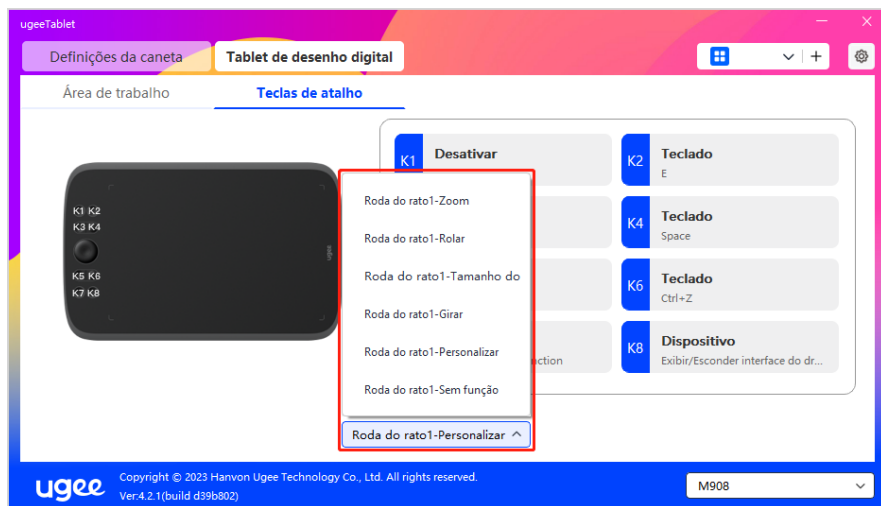 ugeeTablet
Definições da caneta
Tablet de desenho digital
Área de trabalho
Teclas de atalho
K1 Desativar
K2 Teclado
E
K4 Teclado
Space
K6 Teclado
Ctrl+Z
K8 Dispositivo
Exibir/Esconder interface do dr...
K1 K2
K3 K4
K5 K6
K7 K8
ugee
Roda do rato1-Zoom
Roda do rato1-Rolar
Roda do rato1-Tamanho do
Roda do rato1-Girar
Roda do rato1-Personalizar
Roda do rato1-Sem função
Roda do rato1-Personalizar
ugee
Copyright © 2023 Hanvon Ugee Technology Co., Ltd. All rights reserved.
Ver:4.2.1(build d39b802)
M908